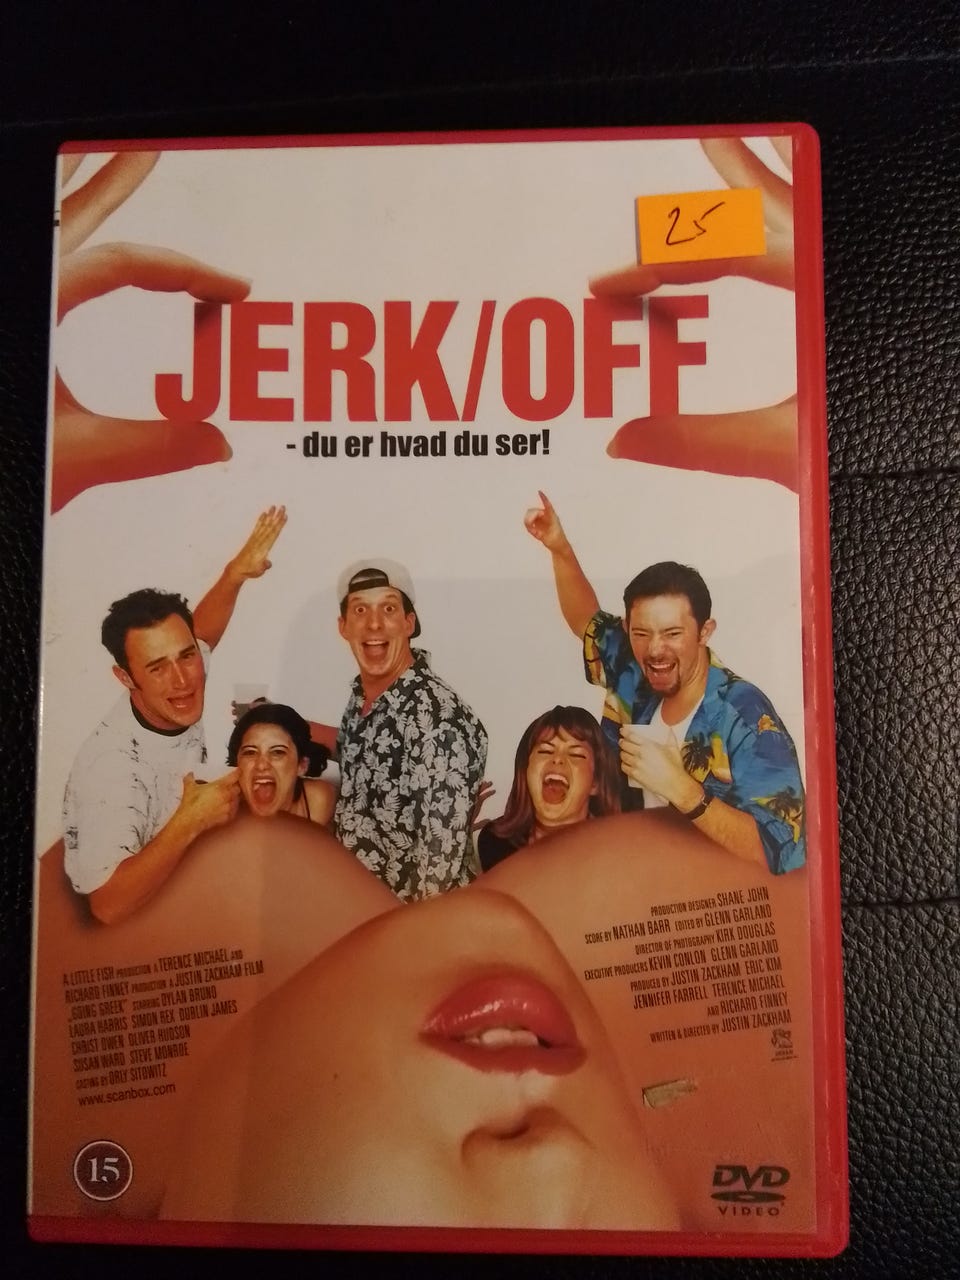 25
JERK/OFF
- du er hvad du ser!
A LITTLE FISH PRODUCTION A TERENCE MICHAEL AND
RICHARD FINNEY PRODUCTION A JUSTIN ZACKHAM FILM
"GOING GREEK" STARRING DYLAN BRUNO
LAURA HARRIS SIMON REX DUBLIN JAMES
CHRIST OWEN OLIVER HUDSON
SUSAN WARD STEVE MONROE
CASTING BY ORLY SITOWITZ
www.scanbox.com
PRODUCTION DESIGNER SHANE JOHN
SCORE BY NATHAN BARR EDITED BY GLENN GARLAND
DIRECTOR OF PHOTOGRAPHY KIRK DOUGLAS
EXECUTIVE PRODUCERS KEVIN CONLON GLENN GARLAND
PRODUCED BY JUSTIN ZACKHAM ERIC KIM
JENNIFER FARRELL TERENCE MICHAEL
AND RICHARD FINNEY
WRITTEN & DIRECTED BY JUSTIN ZACKHAM
15
DVD
VIDEO